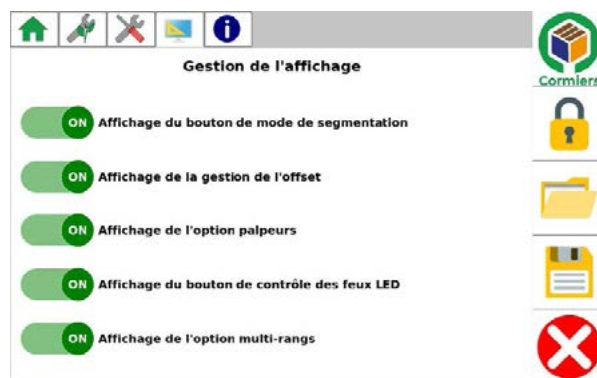 Gestion de l'affichage
Cormiers
ON Affichage du bouton de mode de segmentation
ON Affichage de la gestion de l'offset
ON Affichage de l'option palpeurs
ON Affichage du bouton de contrôle des feux LED
ON Affichage de l'option multi-rangs